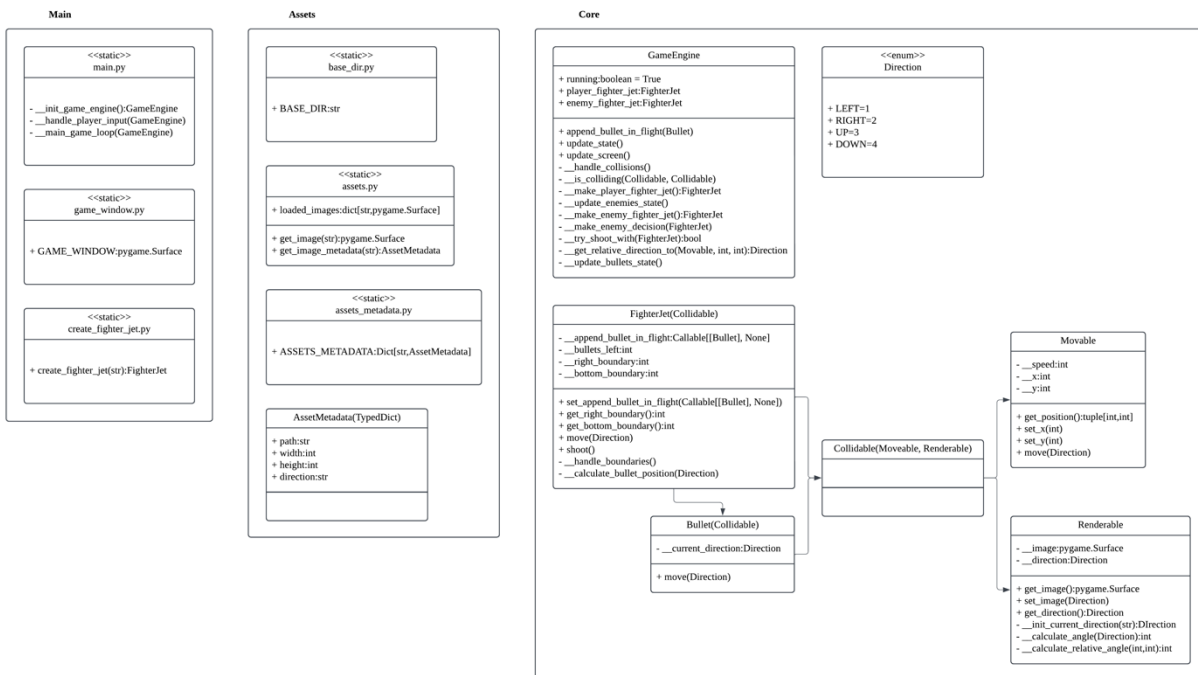 Main
<<static>>
main.py
- __init_game_engine():GameEngine
- __handle_player_input(GameEngine)
- __main_game_loop(GameEngine)
<<static>>
game_window.py
+ GAME_WINDOW:pygame.Surface
<<static>>
create_fighter_jet.py
+ create_fighter_jet(str):FighterJet
Assets
<<static>>
base_dir.py
+ BASE_DIR:str
<<static>>
assets.py
+ loaded_images:dict[str,pygame.Surface]
+ get_image(str):pygame.Surface
+ get_image_metadata(str):AssetMetadata
<<static>>
assets_metadata.py
+ ASSETS_METADATA:Dict[str,AssetMetadata]
AssetMetadata(TypedDict)
+ path:str
+ width:int
+ height:int
+ direction:str
Core
GameEngine
+ running:boolean = True
+ player_fighter_jet:FighterJet
+ enemy_fighter_jet:FighterJet
+ append_bullet_in_flight(Bullet)
+ update_state()
+ update_screen()
- __handle_collisions()
- __is_colliding(Collidable, Collidable)
- __make_player_fighter_jet():FighterJet
- __update_enemies_state()
- __make_enemy_fighter_jet():FighterJet
- __make_enemy_decision(FighterJet)
- __try_shoot_with(FighterJet):bool
- __get_relative_direction_to(Movable, int, int):Direction
- __update_bullets_state()
<<enum>>
Direction
+ LEFT=1
+ RIGHT=2
+ UP=3
+ DOWN=4
FighterJet(Collidable)
- __append_bullet_in_flight:Callable[[Bullet], None]
- __bullets_left:int
- __right_boundary:int
- __bottom_boundary:int
+ set_append_bullet_in_flight(Callable[[Bullet], None])
+ get_right_boundary():int
+ get_bottom_boundary():int
+ move(Direction)
+ shoot()
- __handle_boundaries()
- __calculate_bullet_position(Direction)
Bullet(Collidable)
- __current_direction:Direction
+ move(Direction)
Collidable(Moveable, Renderable)
Movable
- __speed:int
- __x:int
- __y:int
+ get_position():tuple[int,int]
+ set_x(int)
+ set_y(int)
+ move(Direction)
Renderable
- __image:pygame.Surface
- __direction:Direction
+ get_image():pygame.Surface
+ set_image(Direction)
+ get_direction():Direction
- __init_current_direction(str):DIrection
- __calculate_angle(Direction):int
- __calculate_relative_angle(int,int):int